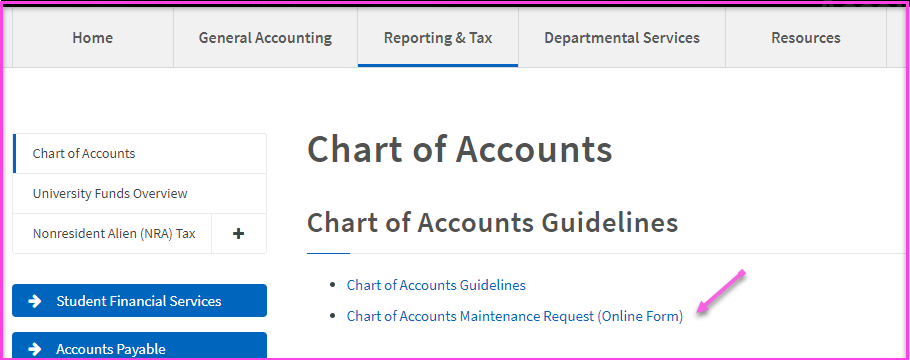 Home
General Accounting
Reporting & Tax
Departmental Services
Resources
Chart of Accounts
University Funds Overview
Nonresident Alien (NRA) Tax
+
Student Financial Services
Accounts Payable
Chart of Accounts
Chart of Accounts Guidelines
Chart of Accounts Guidelines
Chart of Accounts Maintenance Request (Online Form)